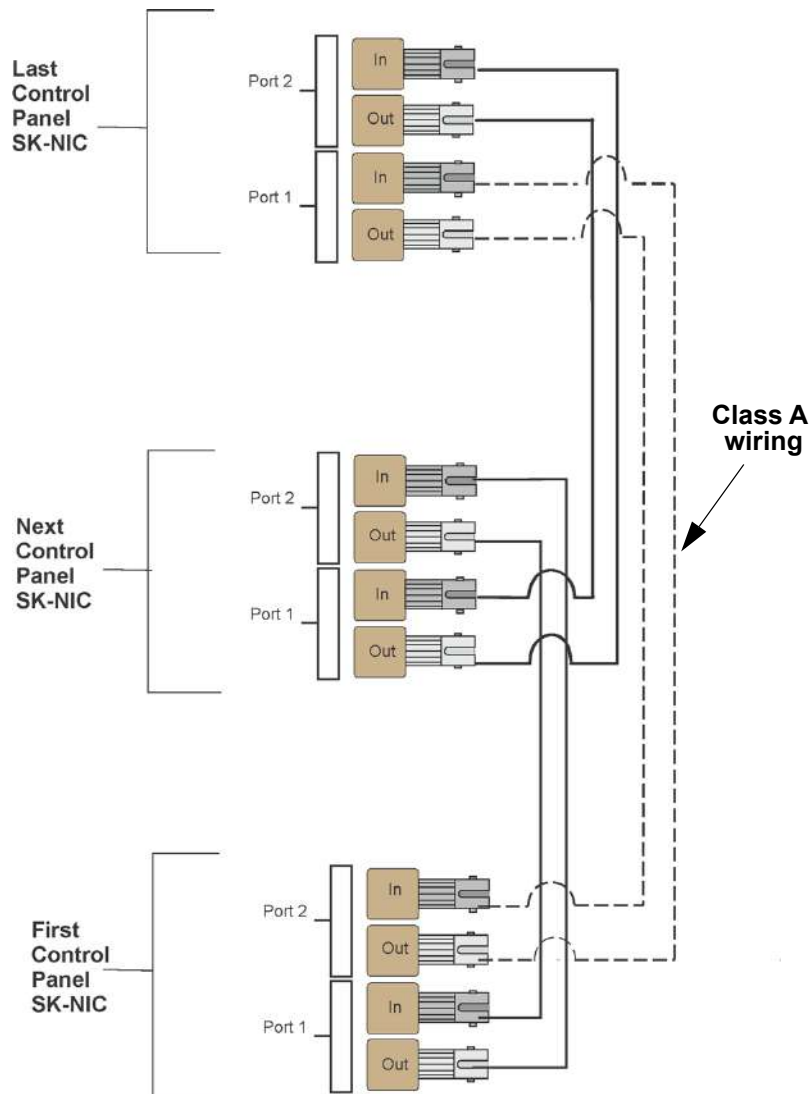 Last
Control
Panel
SK-NIC
Port 2
In
Out
Port 1
In
Out
Class A
wiring
Next
Control
Panel
SK-NIC
Port 2
In
Out
Port 1
In
Out
First
Control
Panel
SK-NIC
Port 2
In
Out
Port 1
In
Out